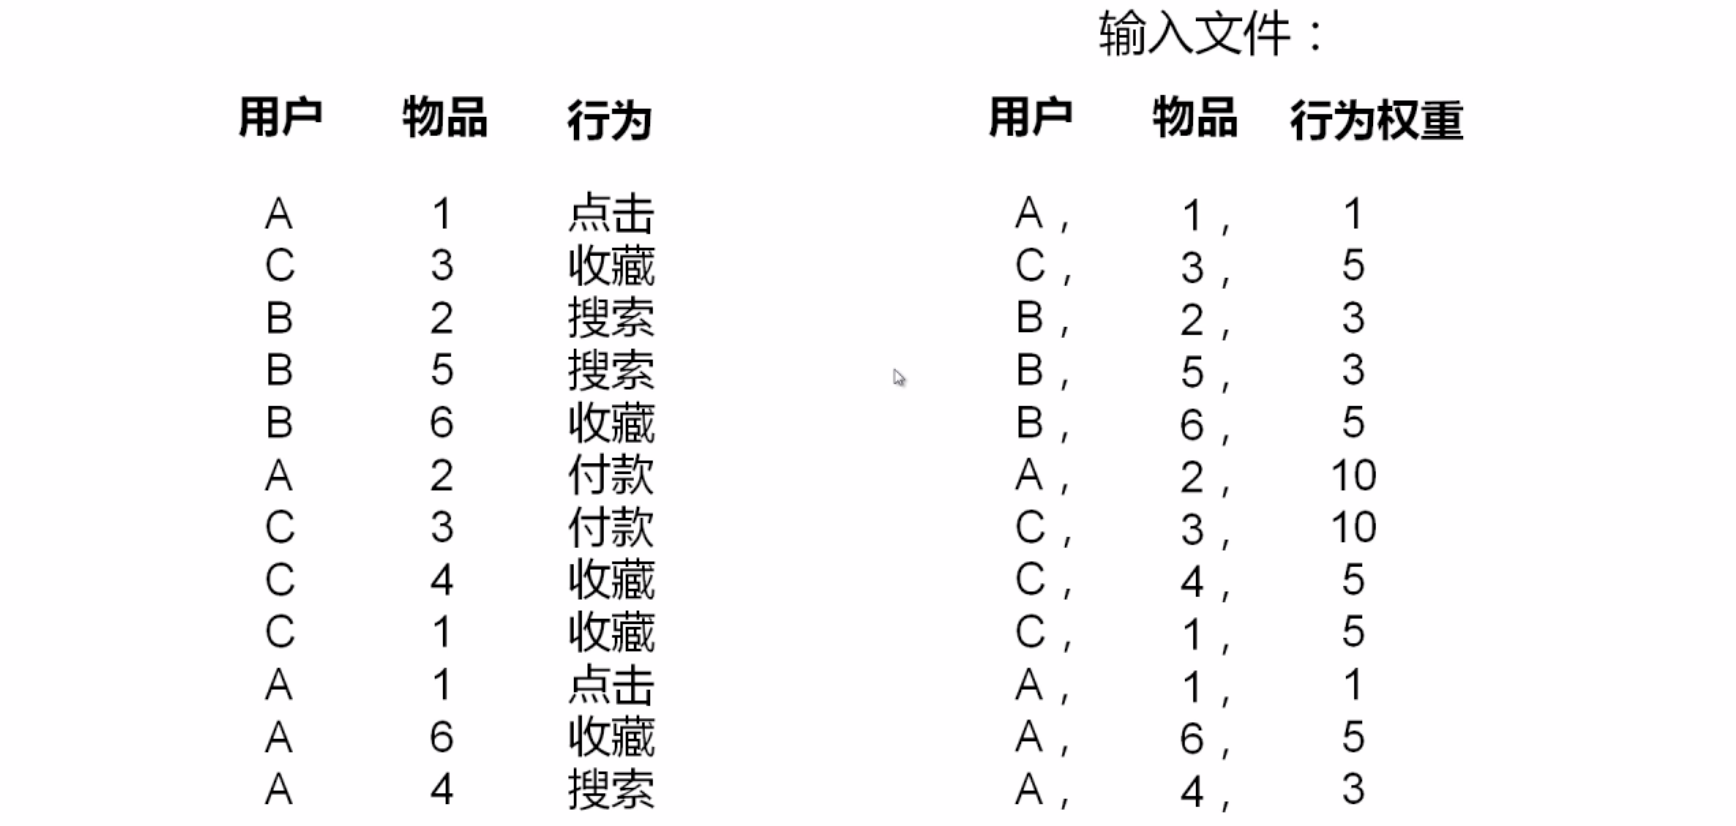 输入文件：
用户 物品 行为 用户 物品 行为权重
A 1 点击 A , 1 , 1
C 3 收藏 C , 3 , 5
B 2 搜索 B , 2 , 3
B 5 搜索 B , 5 , 3
B 6 收藏 B , 6 , 5
A 2 付款 A , 2 , 10
C 3 付款 C , 3 , 10
C 4 收藏 C , 4 , 5
C 1 收藏 C , 1 , 5
A 1 点击 A , 1 , 1
A 6 收藏 A , 6 , 5
A 4 搜索 A , 4 , 3